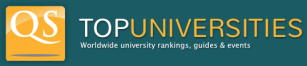 QS
TOPUNIVERSITIES
Worldwide university rankings, guides & events